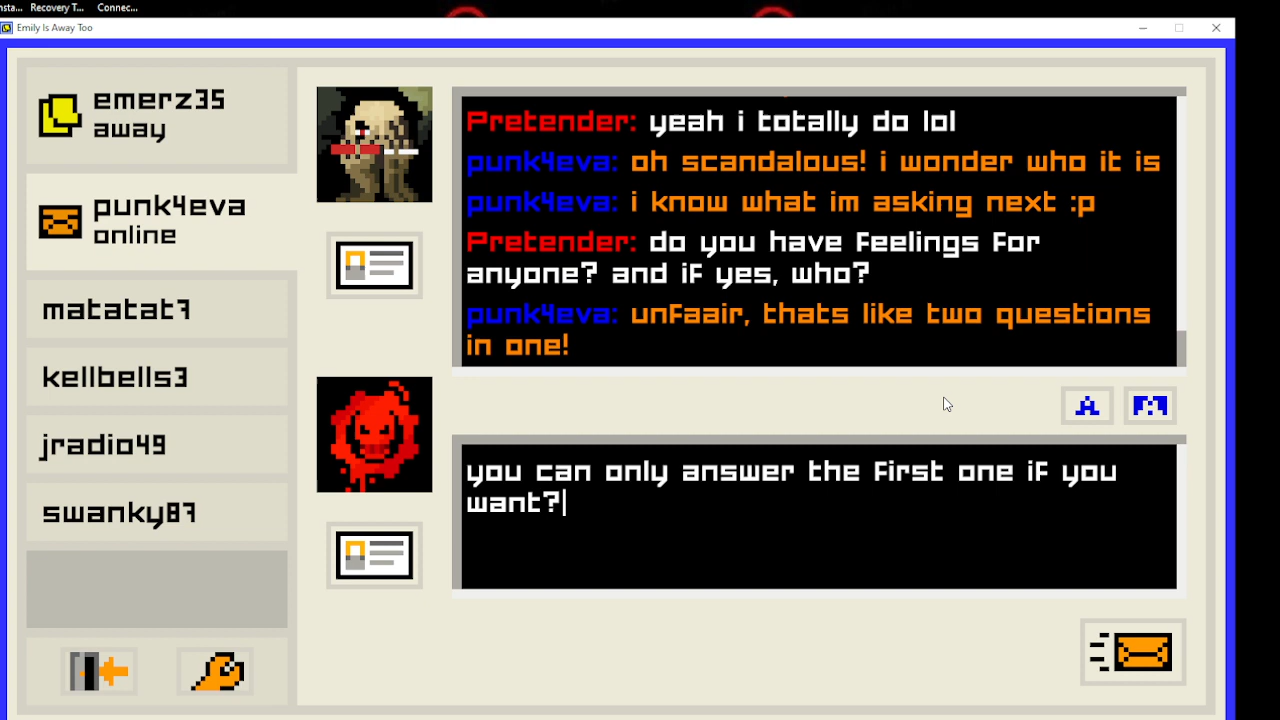 nsta... Recovery T... Connec...
Emily Is Away Too
emerz35
away
punk4eva
online
matatat7
kellbells3
jradio49
swanky87
Pretender: yeah i totally do lol
punk4eva: oh scandalous! i wonder who it is
punk4eva: i know what im asking next :p
Pretender: do you have feelings for
anyone? and if yes, who?
punk4eva: unfaair, thats like two questions
in one!
A
you can only answer the first one if you
want?